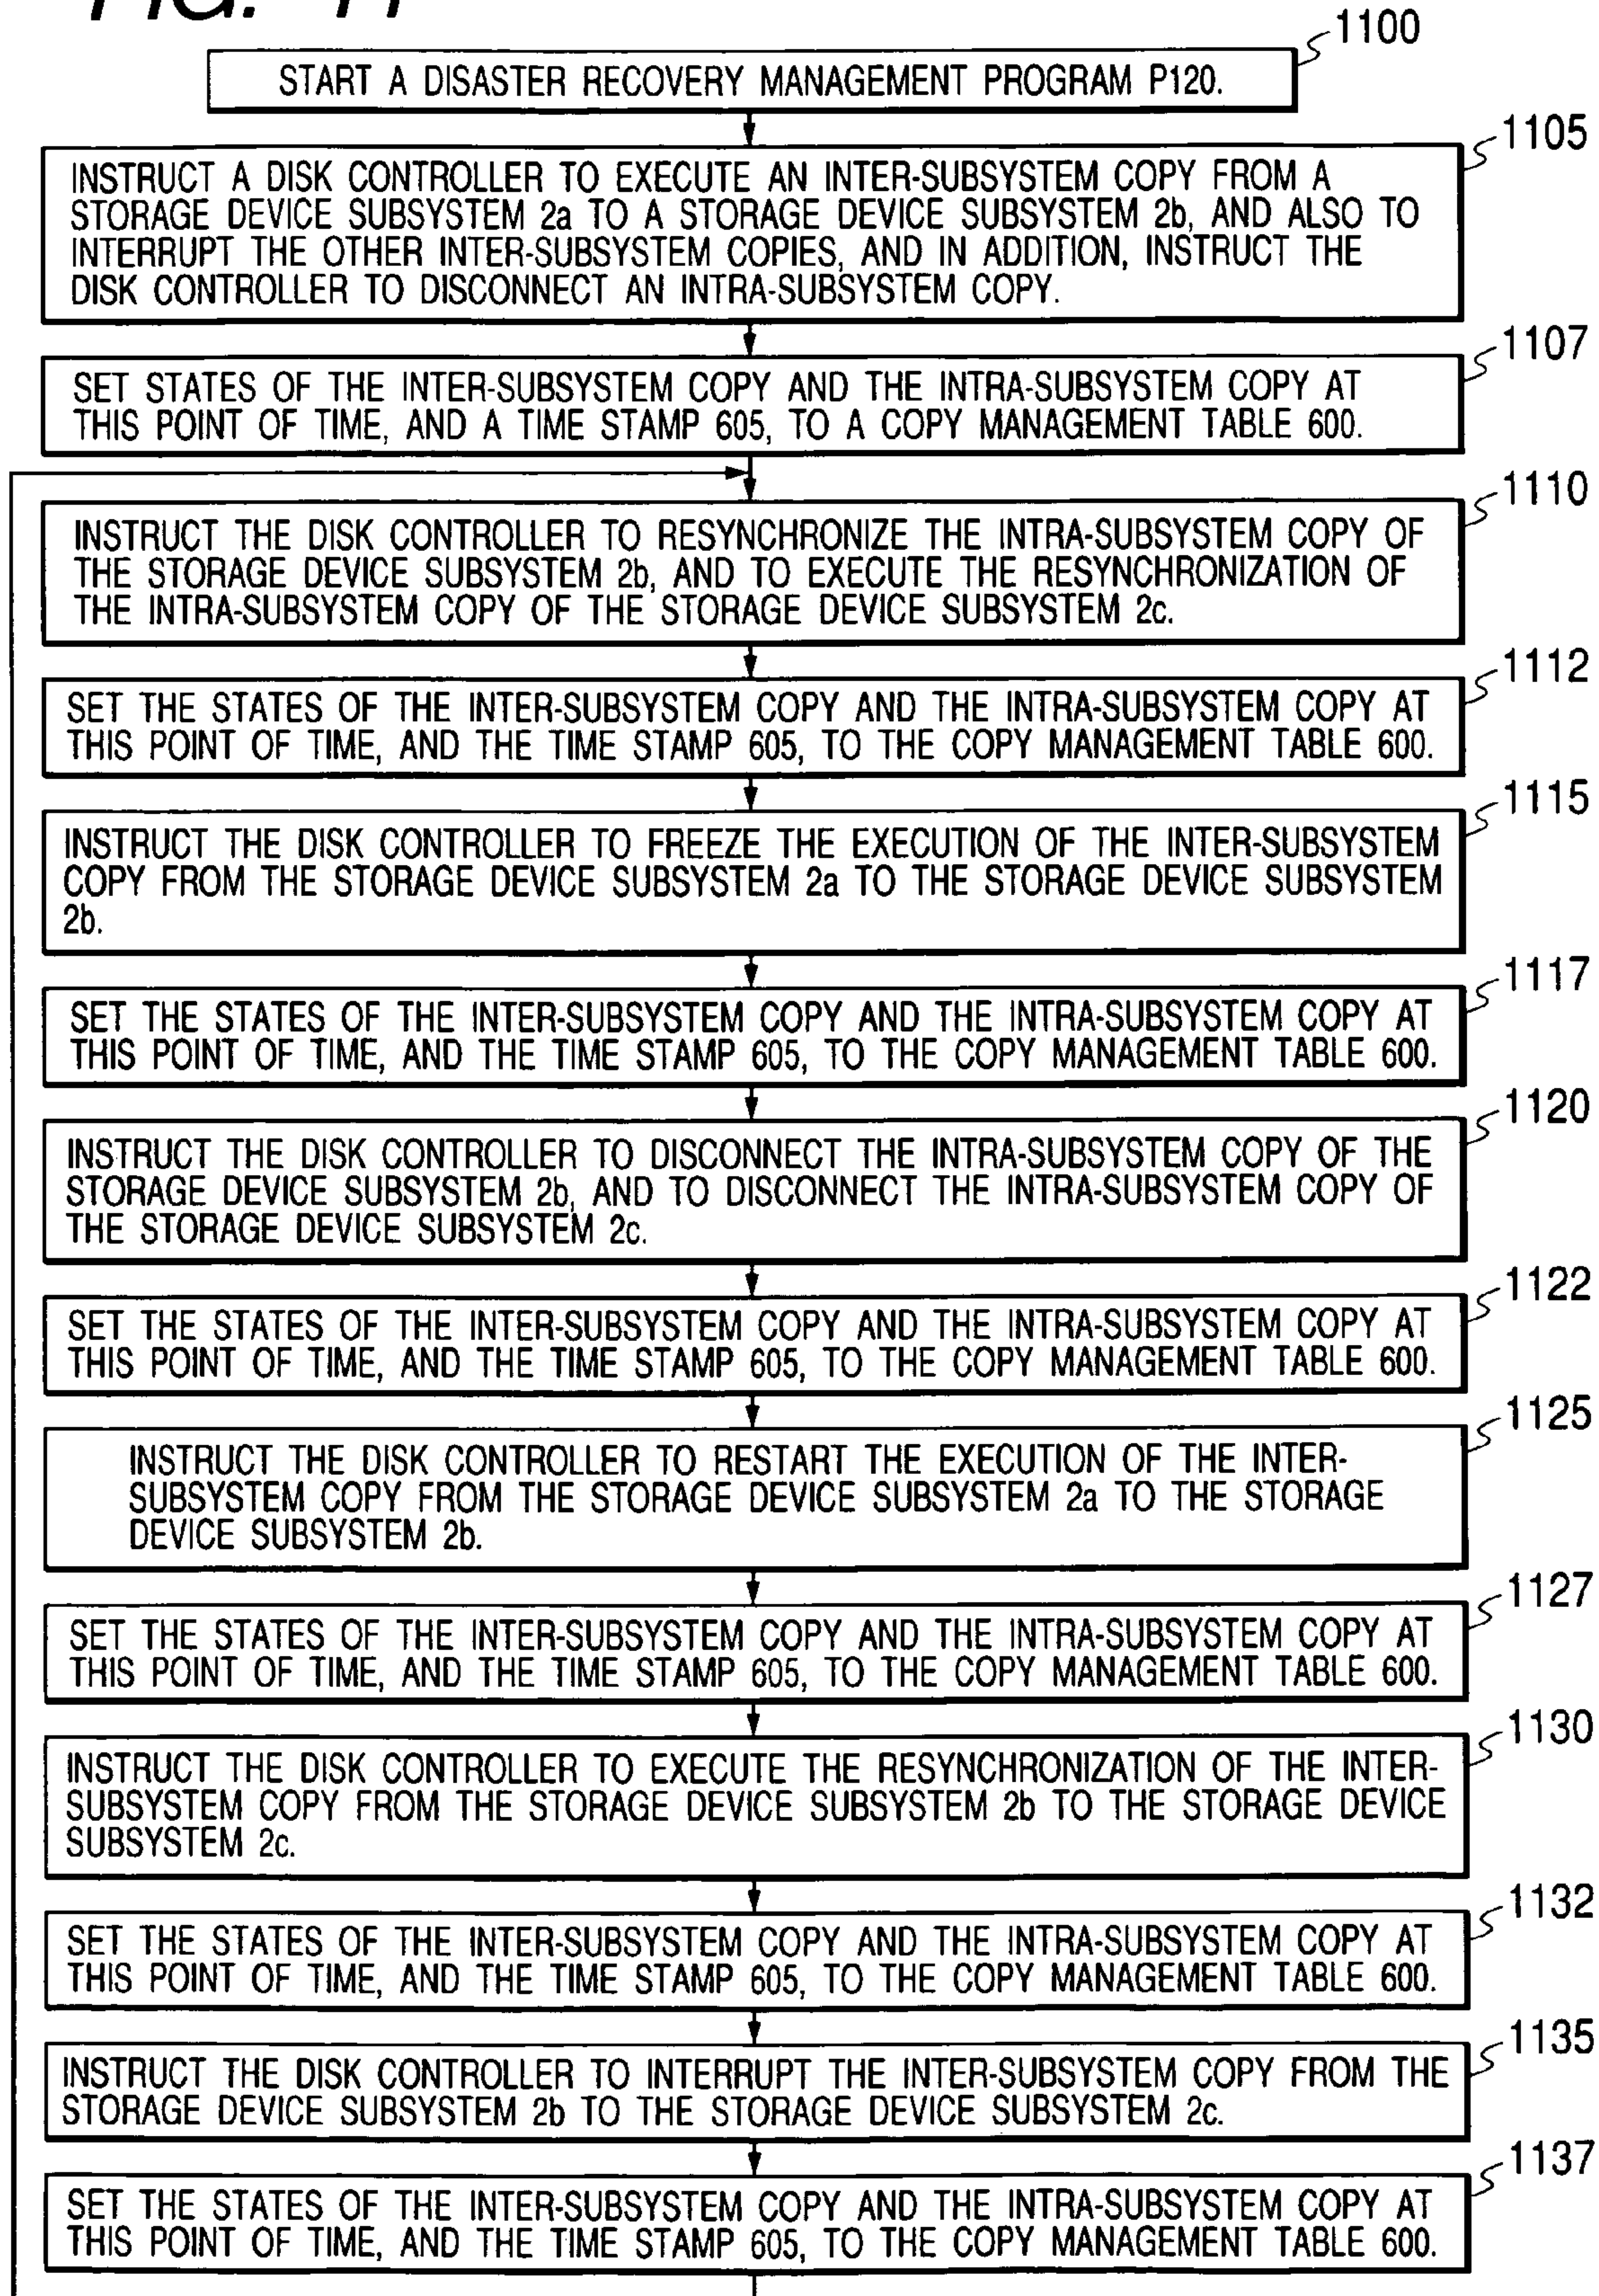 FIG. 11
1100
START A DISASTER RECOVERY MANAGEMENT PROGRAM P120.
1105
INSTRUCT A DISK CONTROLLER TO EXECUTE AN INTER-SUBSYSTEM COPY FROM A
STORAGE DEVICE SUBSYSTEM 2a TO A STORAGE DEVICE SUBSYSTEM 2b, AND ALSO TO
INTERRUPT THE OTHER INTER-SUBSYSTEM COPIES, AND IN ADDITION, INSTRUCT THE
DISK CONTROLLER TO DISCONNECT AN INTRA-SUBSYSTEM COPY.
1107
SET STATES OF THE INTER-SUBSYSTEM COPY AND THE INTRA-SUBSYSTEM COPY AT
THIS POINT OF TIME, AND A TIME STAMP 605, TO A COPY MANAGEMENT TABLE 600.
1110
INSTRUCT THE DISK CONTROLLER TO RESYNCHRONIZE THE INTRA-SUBSYSTEM COPY OF
THE STORAGE DEVICE SUBSYSTEM 2b, AND TO EXECUTE THE RESYNCHRONIZATION OF
THE INTRA-SUBSYSTEM COPY OF THE STORAGE DEVICE SUBSYSTEM 2c.
1112
SET THE STATES OF THE INTER-SUBSYSTEM COPY AND THE INTRA-SUBSYSTEM COPY AT
THIS POINT OF TIME, AND THE TIME STAMP 605, TO THE COPY MANAGEMENT TABLE 600.
1115
INSTRUCT THE DISK CONTROLLER TO FREEZE THE EXECUTION OF THE INTER-SUBSYSTEM
COPY FROM THE STORAGE DEVICE SUBSYSTEM 2a TO THE STORAGE DEVICE SUBSYSTEM
2b.
1117
SET THE STATES OF THE INTER-SUBSYSTEM COPY AND THE INTRA-SUBSYSTEM COPY AT
THIS POINT OF TIME, AND THE TIME STAMP 605, TO THE COPY MANAGEMENT TABLE 600.
1120
INSTRUCT THE DISK CONTROLLER TO DISCONNECT THE INTRA-SUBSYSTEM COPY OF THE
STORAGE DEVICE SUBSYSTEM 2b, AND TO DISCONNECT THE INTRA-SUBSYSTEM COPY OF
THE STORAGE DEVICE SUBSYSTEM 2c.
1122
SET THE STATES OF THE INTER-SUBSYSTEM COPY AND THE INTRA-SUBSYSTEM COPY AT
THIS POINT OF TIME, AND THE TIME STAMP 605, TO THE COPY MANAGEMENT TABLE 600.
1125
INSTRUCT THE DISK CONTROLLER TO RESTART THE EXECUTION OF THE INTER-
SUBSYSTEM COPY FROM THE STORAGE DEVICE SUBSYSTEM 2a TO THE STORAGE
DEVICE SUBSYSTEM 2b.
1127
SET THE STATES OF THE INTER-SUBSYSTEM COPY AND THE INTRA-SUBSYSTEM COPY AT
THIS POINT OF TIME, AND THE TIME STAMP 605, TO THE COPY MANAGEMENT TABLE 600.
1130
INSTRUCT THE DISK CONTROLLER TO EXECUTE THE RESYNCHRONIZATION OF THE INTER-
SUBSYSTEM COPY FROM THE STORAGE DEVICE SUBSYSTEM 2b TO THE STORAGE DEVICE
SUBSYSTEM 2c.
1132
SET THE STATES OF THE INTER-SUBSYSTEM COPY AND THE INTRA-SUBSYSTEM COPY AT
THIS POINT OF TIME, AND THE TIME STAMP 605, TO THE COPY MANAGEMENT TABLE 600.
1135
INSTRUCT THE DISK CONTROLLER TO INTERRUPT THE INTER-SUBSYSTEM COPY FROM THE
STORAGE DEVICE SUBSYSTEM 2b TO THE STORAGE DEVICE SUBSYSTEM 2c.
1137
SET THE STATES OF THE INTER-SUBSYSTEM COPY AND THE INTRA-SUBSYSTEM COPY AT
THIS POINT OF TIME, AND THE TIME STAMP 605, TO THE COPY MANAGEMENT TABLE 600.